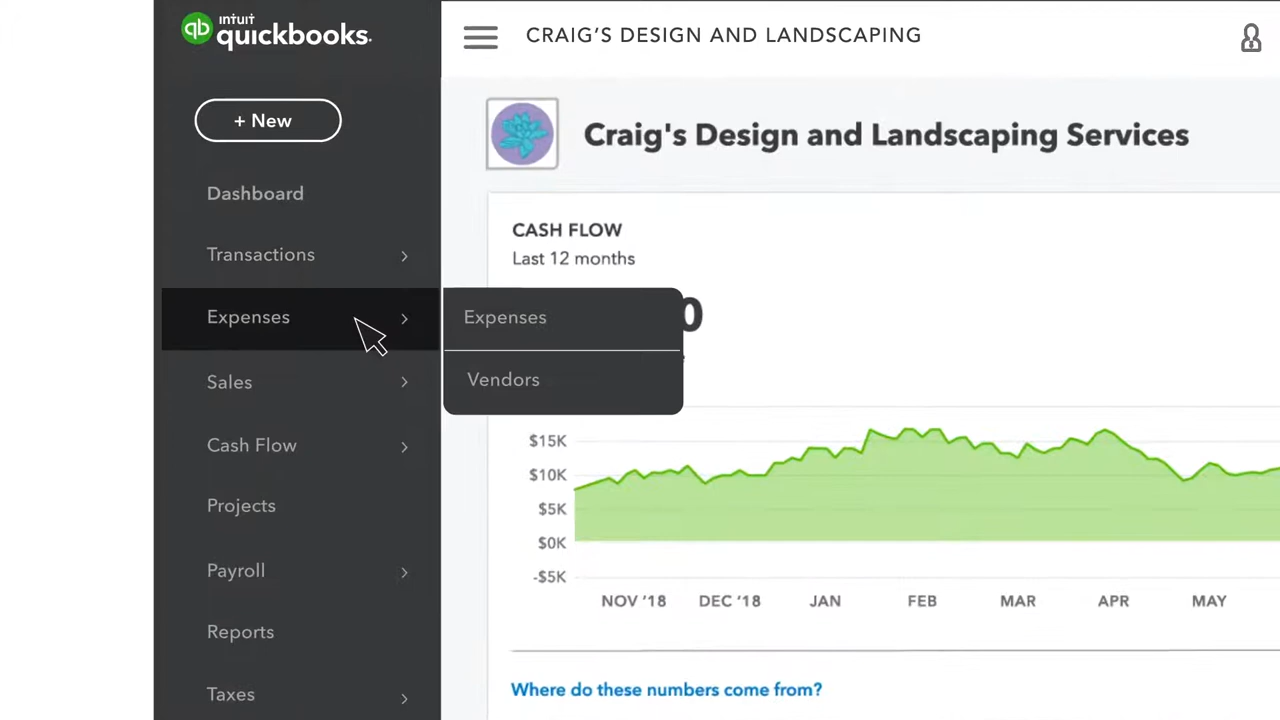 intuit
quickbooks.
CRAIG'S DESIGN AND LANDSCAPING
+ New
Craig's Design and Landscaping Services
Dashboard
CASH FLOW
Last 12 months
Transactions
Expenses
Expenses
0
Sales
Vendors
Cash Flow
$15K
$10K
$5K
$0K
-$5K
Projects
Payroll
NOV '18 DEC '18 JAN FEB MAR APR MAY
Reports
Taxes
Where do these numbers come from?